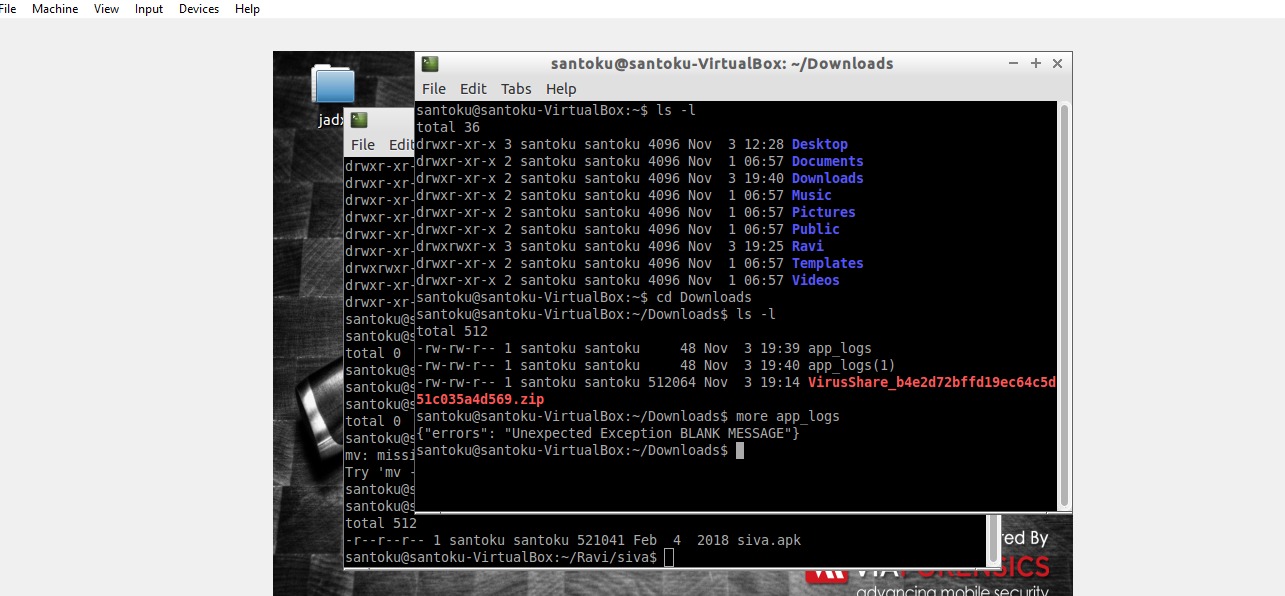 File Machine View Input Devices Help
santoku@santoku-VirtualBox: ~/Downloads
File Edit Tabs Help
santoku@santoku-VirtualBox:~$ ls -l
total 36
drwxr-xr-x 3 santoku santoku 4096 Nov  3 12:28 Desktop
drwxr-xr-x 2 santoku santoku 4096 Nov  1 06:57 Documents
drwxr-xr-x 2 santoku santoku 4096 Nov  3 19:40 Downloads
drwxr-xr-x 2 santoku santoku 4096 Nov  1 06:57 Music
drwxr-xr-x 2 santoku santoku 4096 Nov  1 06:57 Pictures
drwxr-xr-x 2 santoku santoku 4096 Nov  1 06:57 Public
drwxrwxr-x 3 santoku santoku 4096 Nov  3 19:25 Ravi
drwxr-xr-x 2 santoku santoku 4096 Nov  1 06:57 Templates
drwxr-xr-x 2 santoku santoku 4096 Nov  1 06:57 Videos
santoku@santoku-VirtualBox:~$ cd Downloads
santoku@santoku-VirtualBox:~/Downloads$ ls -l
total 512
-rw-rw-r-- 1 santoku santoku     48 Nov  3 19:39 app_logs
-rw-rw-r-- 1 santoku santoku     48 Nov  3 19:40 app_logs(1)
-rw-rw-r-- 1 santoku santoku 512064 Nov  3 19:14 VirusShare_b4e2d72bffd19ec64c5d
51c035a4d569.zip
santoku@santoku-VirtualBox:~/Downloads$ more app_logs
{"errors": "Unexpected Exception BLANK MESSAGE"}
santoku@santoku-VirtualBox:~/Downloads$
jadx
File Edit
drwxr-xr-
drwxr-xr-
drwxr-xr-
drwxr-xr-
drwxr-xr-
drwxr-xr-
drwxrwxr-
drwxr-xr-
drwxr-xr-
santoku@s
santoku@s
total 0
santoku@s
santoku@s
santoku@s
total 0
santoku@s
mv: missi
Try 'mv -
santoku@s
santoku@s
total 512
-r--r--r-- 1 santoku santoku 521041 Feb  4  2018 siva.apk
santoku@santoku-VirtualBox:~/Ravi/siva$
red By
VIAFORENSICS
advancing mobile security